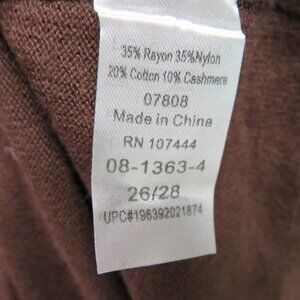 35% Rayon 35%Nylon
20% Cotton 10% Cashmere
07808
Made in China
RN 107444
08-1363-4
26/28
UPC#196392021874